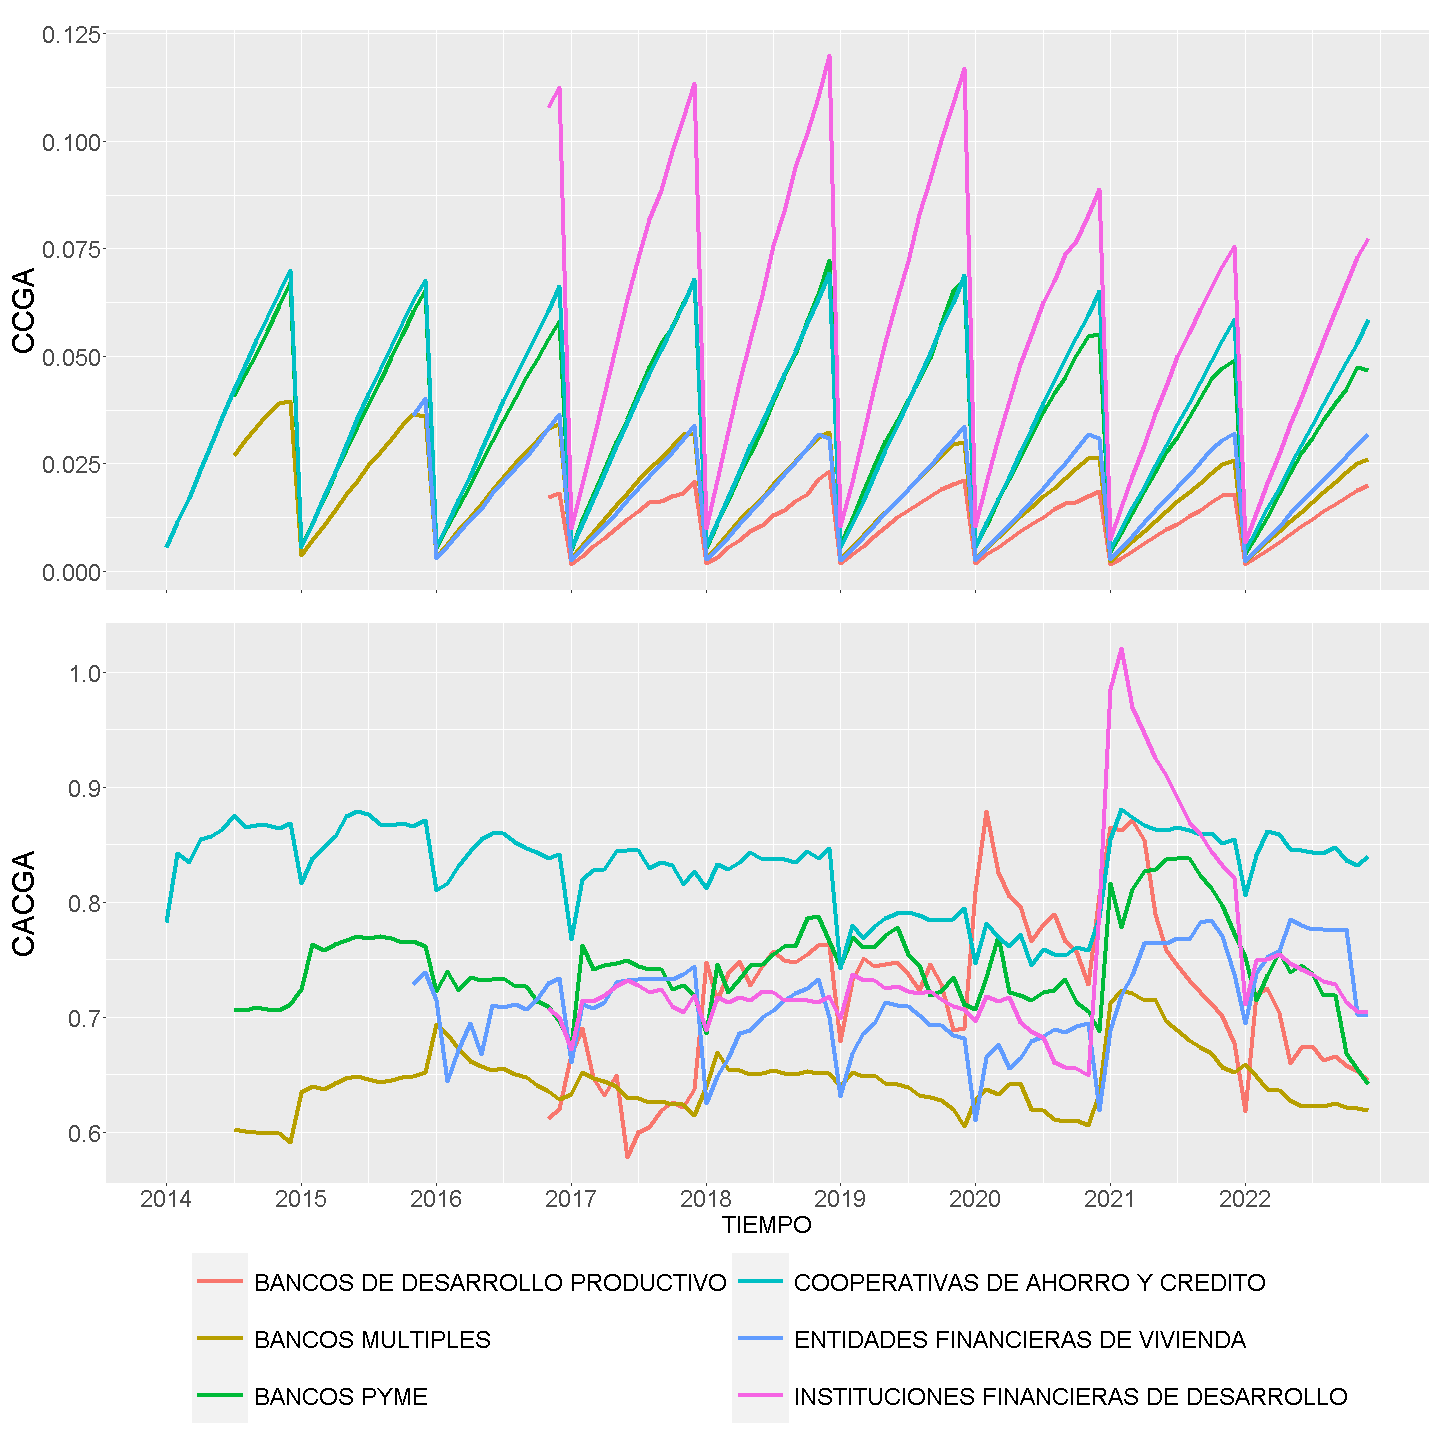 0.125
0.100
0.075
0.050
0.025
0.000
CCGA
1.0
0.9
0.8
0.7
0.6
CACGA
2014 2015 2016 2017 2018 2019 2020 2021 2022
TIEMPO
BANCOS DE DESARROLLO PRODUCTIVO COOPERATIVAS DE AHORRO Y CREDITO
BANCOS MULTIPLES ENTIDADES FINANCIERAS DE VIVIENDA
BANCOS PYME INSTITUCIONES FINANCIERAS DE DESARROLLO